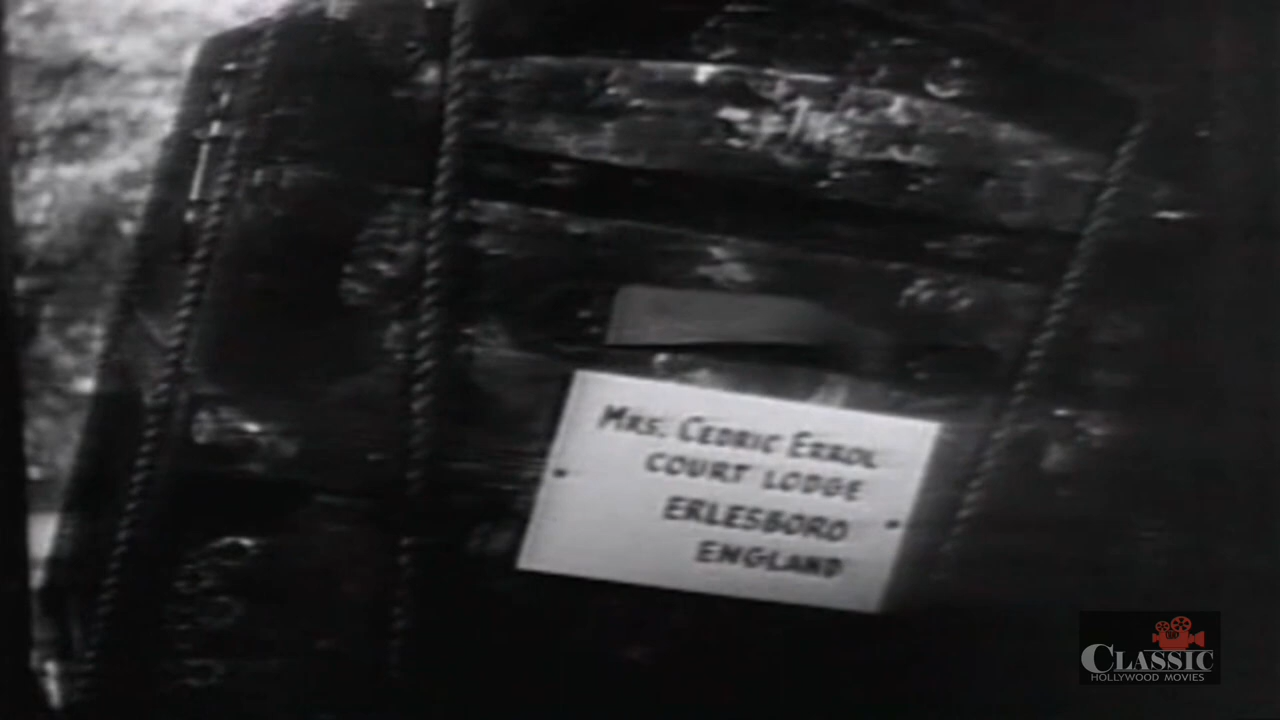 Mrs. Cedric Errol
COURT LODGE
ERLESBORO
ENGLAND
CLASSIC
HOLLYWOOD MOVIES